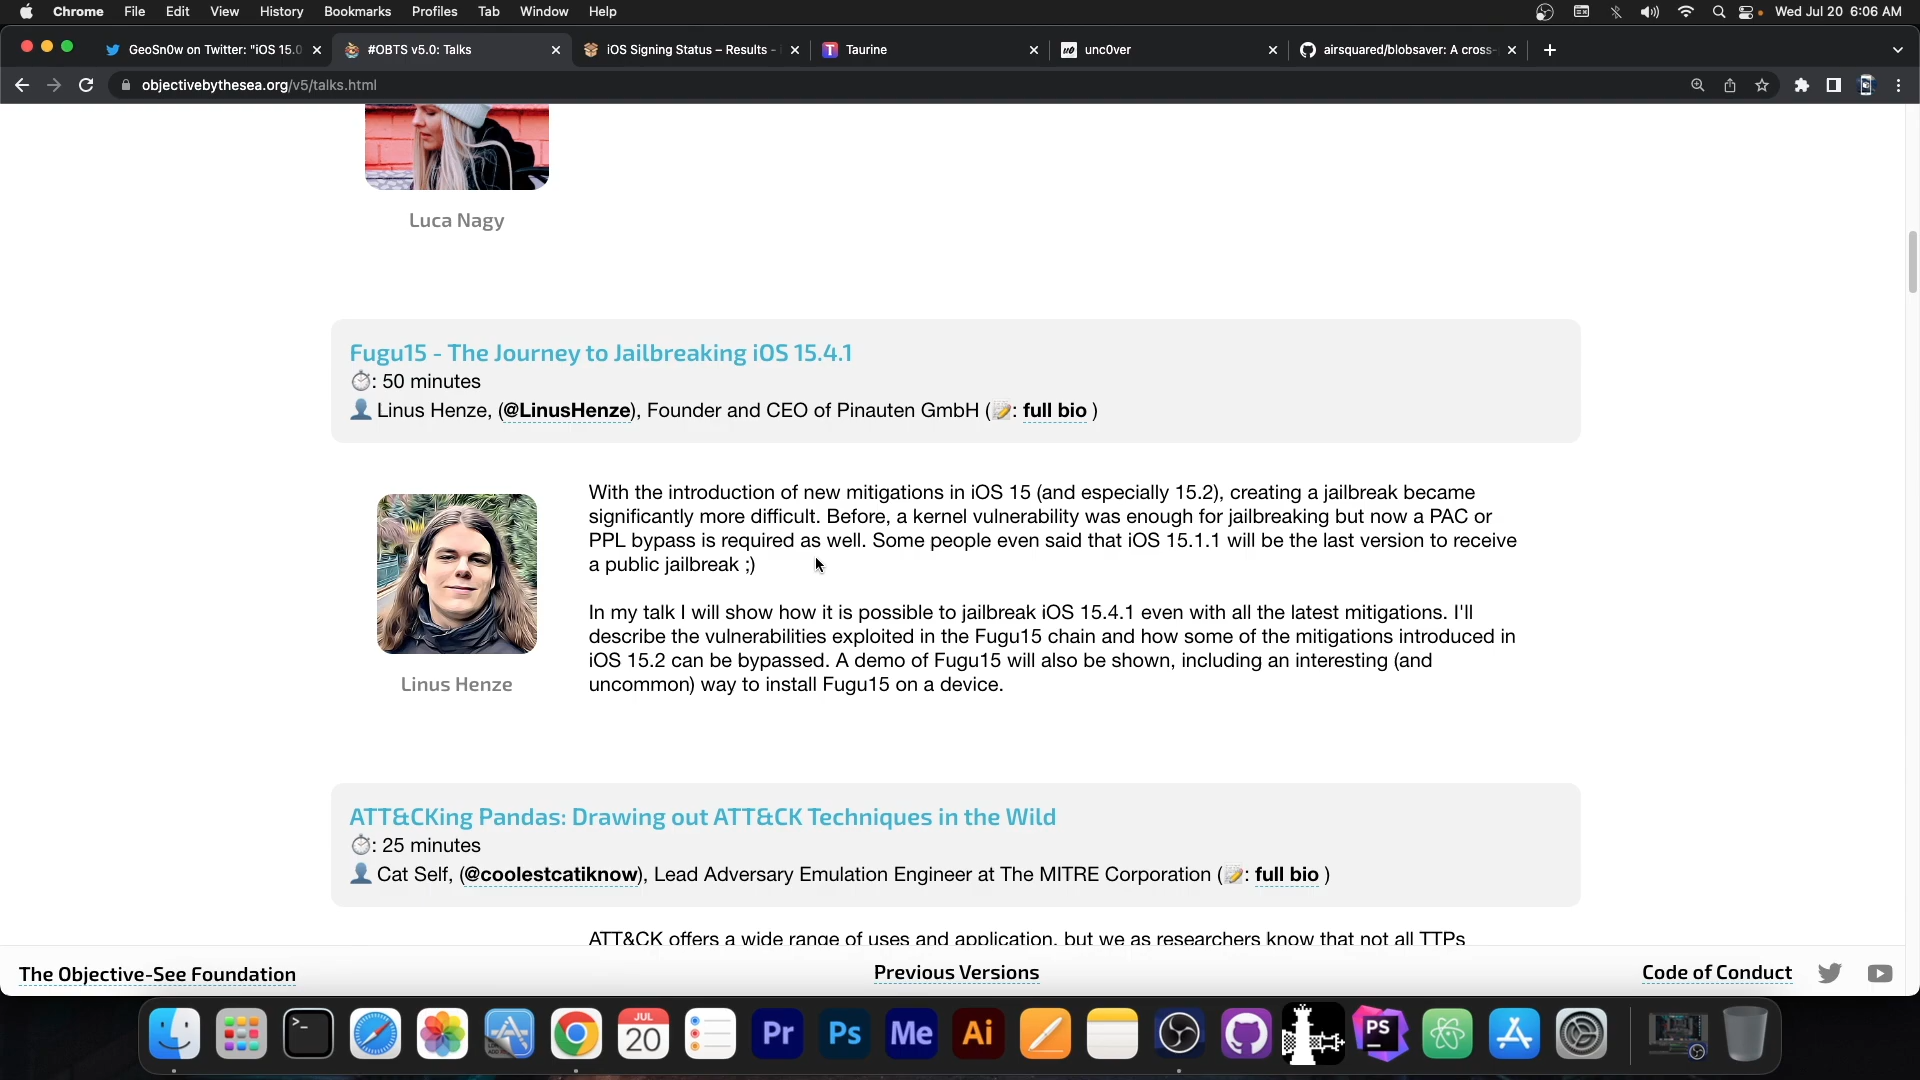 Chrome File Edit View History Bookmarks Profiles Tab Window Help Wed Jul 20 6:06 AM
GeoSn0w on Twitter: "iOS 15.0 #OBTS v5.0: Talks iOS Signing Status – Results - Taurine unc0ver airsquared/blobsaver: A cross-
objectivebythesea.org/v5/talks.html
Luca Nagy
Fugu15 - The Journey to Jailbreaking iOS 15.4.1
: 50 minutes
Linus Henze, (@LinusHenze), Founder and CEO of Pinauten GmbH ( : full bio )
With the introduction of new mitigations in iOS 15 (and especially 15.2), creating a jailbreak became
significantly more difficult. Before, a kernel vulnerability was enough for jailbreaking but now a PAC or
PPL bypass is required as well. Some people even said that iOS 15.1.1 will be the last version to receive
a public jailbreak ;)
In my talk I will show how it is possible to jailbreak iOS 15.4.1 even with all the latest mitigations. I'll
describe the vulnerabilities exploited in the Fugu15 chain and how some of the mitigations introduced in
iOS 15.2 can be bypassed. A demo of Fugu15 will also be shown, including an interesting (and
uncommon) way to install Fugu15 on a device.
Linus Henze
ATT&CKing Pandas: Drawing out ATT&CK Techniques in the Wild
: 25 minutes
Cat Self, (@coolestcatiknow), Lead Adversary Emulation Engineer at The MITRE Corporation ( : full bio )
ATT&CK offers a wide range of uses and application, but we as researchers know that not all TTPs
The Objective-See Foundation Previous Versions Code of Conduct
JUL
20
Pr Ps Me Ai PS